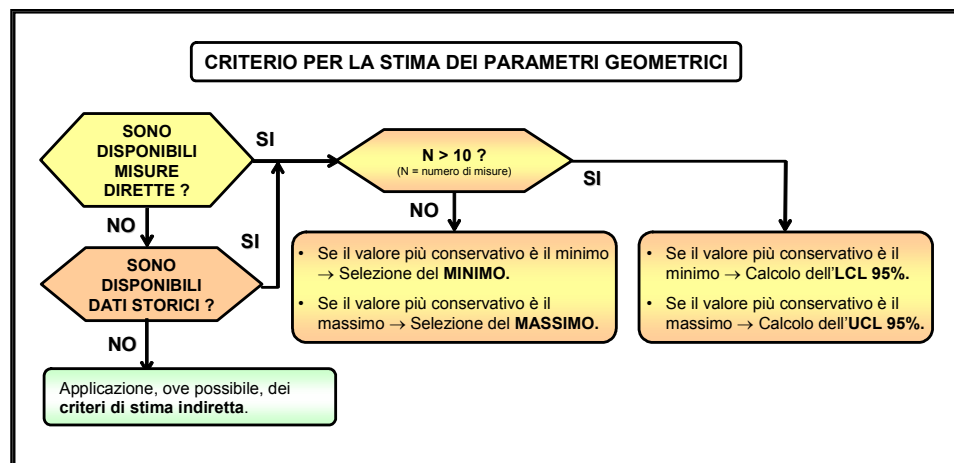 CRITERIO PER LA STIMA DEI PARAMETRI GEOMETRICI
SONO
DISPONIBILI
MISURE
DIRETTE ?
SI
N > 10 ?
(N = numero di misure)
SI
NO
NO
SI
SONO
DISPONIBILI
DATI STORICI ?
• Se il valore più conservativo è il minimo
→ Selezione del MINIMO.
• Se il valore più conservativo è il
massimo → Selezione del MASSIMO.
• Se il valore più conservativo è il
minimo → Calcolo dell'LCL 95%.
• Se il valore più conservativo è il
massimo → Calcolo dell'UCL 95%.
NO
Applicazione, ove possibile, dei
criteri di stima indiretta.